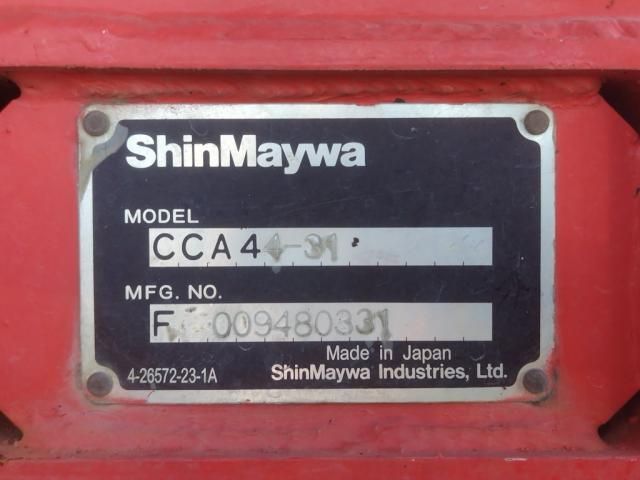 ShinMaywa
MODEL
CCA44-31
MFG. NO.
F 009480331
Made in Japan
4-26572-23-1A
ShinMaywa Industries, Ltd.